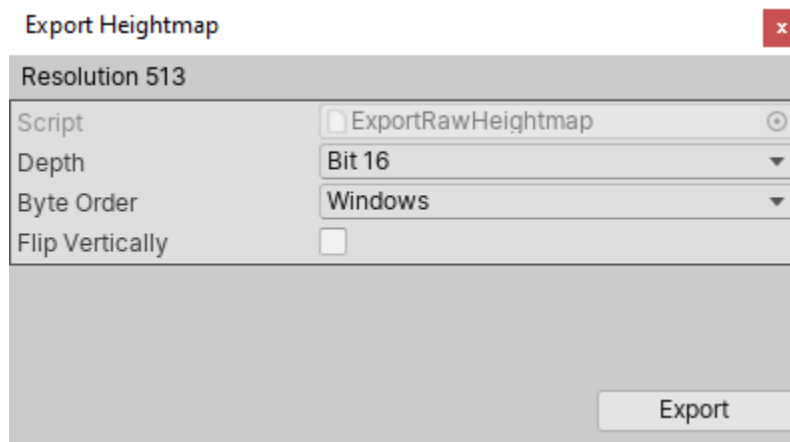 Export Heightmap
x
Resolution 513
Script ExportRawHeightmap
Depth Bit 16
Byte Order Windows
Flip Vertically
Export